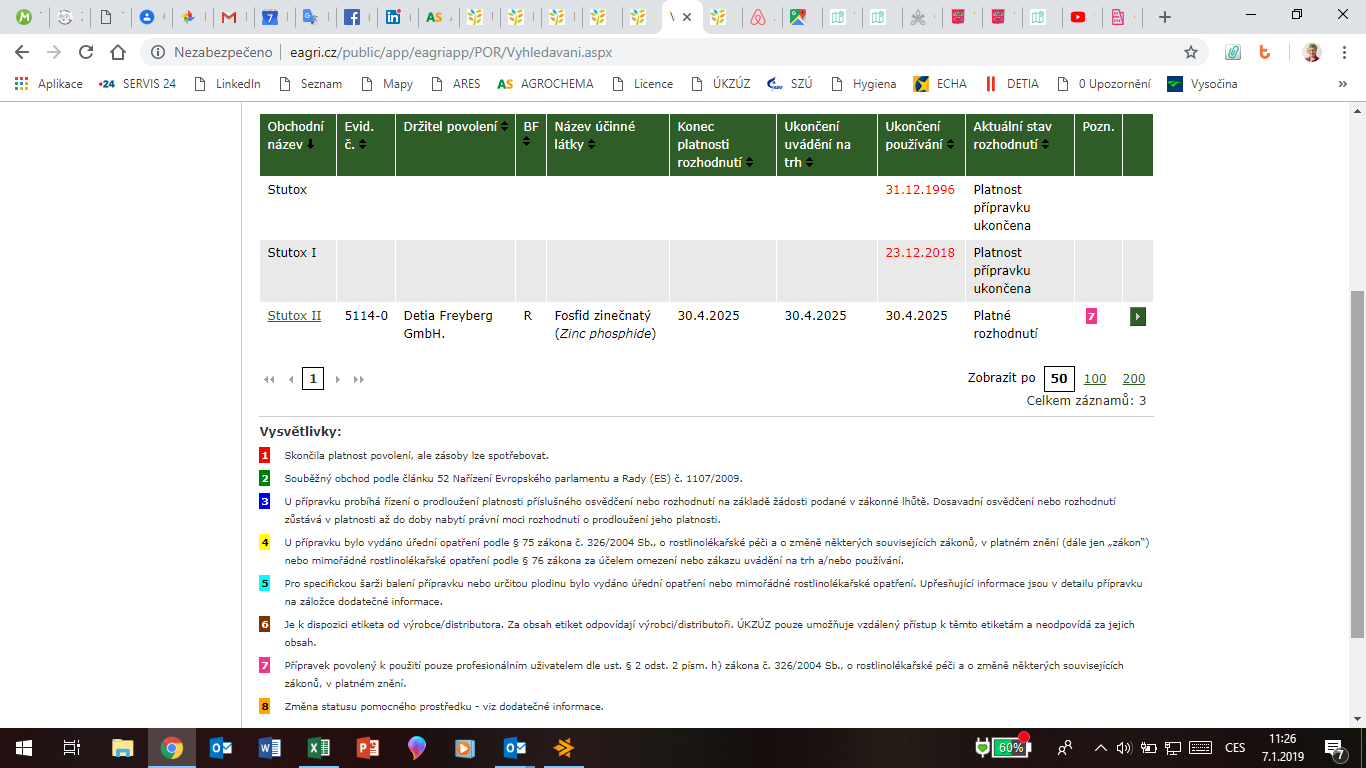 Nezabezpečeno
eagri.cz/public/app/eagriapp/POR/Vyhledavani.aspx
Aplikace
SERVIS 24
LinkedIn
Seznam
Mapy
ARES
AGROCHEMA
Licence
ÚKZÚZ
SZÚ
Hygiena
ECHA
DETIA
0 Upozornění
Vysočina
»
Obchodní název
Evid. č.
Držitel povolení
BF
Název účinné látky
Konec platnosti rozhodnutí
Ukončení uvádění na trh
Ukončení používání
Aktuální stav rozhodnutí
Pozn.
Stutox
31.12.1996
Platnost přípravku ukončena
Stutox I
23.12.2018
Platnost přípravku ukončena
Stutox II
5114-0
Detia Freyberg GmbH.
R
Fosfid zinečnatý (Zinc phosphide)
30.4.2025
30.4.2025
30.4.2025
Platné rozhodnutí
7
1
Zobrazit po 50 100 200
Celkem záznamů: 3
Vysvětlivky:
1 Skončila platnost povolení, ale zásoby lze spotřebovat.
2 Souběžný obchod podle článku 52 Nařízení Evropského parlamentu a Rady (ES) č. 1107/2009.
3 U přípravku probíhá řízení o prodloužení platnosti příslušného osvědčení nebo rozhodnutí na základě žádosti podané v zákonné lhůtě. Dosavadní osvědčení nebo rozhodnutí
zůstává v platnosti až do doby nabytí právní moci rozhodnutí o prodloužení jeho platnosti.
4 U přípravku bylo vydáno úřední opatření podle § 75 zákona č. 326/2004 Sb., o rostlinolékařské péči a o změně některých souvisejících zákonů, v platném znění (dále jen „zákon“)
nebo mimořádné rostlinolékařské opatření podle § 76 zákona za účelem omezení nebo zákazu uvádění na trh a/nebo používání.
5 Pro specifickou šarži balení přípravku nebo určitou plodinu bylo vydáno úřední opatření nebo mimořádné rostlinolékařské opatření. Upřesňující informace jsou v detailu přípravku
na záložce dodatečné informace.
6 Je k dispozici etiketa od výrobce/distributora. Za obsah etiket odpovídají výrobci/distributoři. ÚKZÚZ pouze umožňuje vzdálený přístup k těmto etiketám a neodpovídá za jejich
obsah.
7 Přípravek povolený k použití pouze profesionálním uživatelem dle ust. § 2 odst. 2 písm. h) zákona č. 326/2004 Sb., o rostlinolékařské péči a o změně některých souvisejících
zákonů, v platném znění.
8 Změna statusu pomocného prostředku - viz dodatečné informace.
60%
CES
11:26
7.1.2019
7